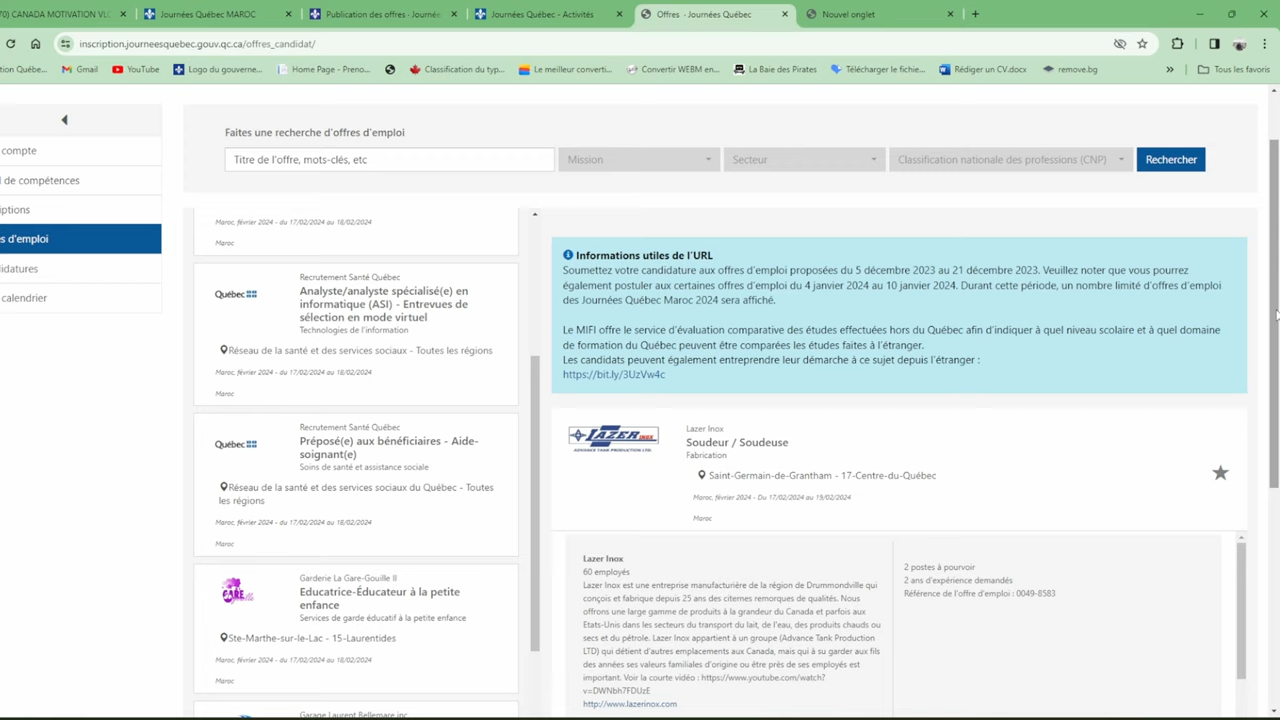 70) CANADA MOTIVATION VLO
Journées Québec MAROC
Publication des offres - Journée
Journées Québec - Activités
Offres - Journées Québec
Nouvel onglet
inscription.journeesquebec.gouv.qc.ca/offres_candidat/
tion Québe...
Gmail
YouTube
Logo du gouverne...
Home Page - Preno...
Classification du typ...
Le meilleur converti...
Convertir WEBM en...
La Baie des Pirates
Télécharger le fichie...
Rédiger un CV.docx
remove.bg
Tous les favoris
compte
l de compétences
iptions
s d'emploi
didatures
calendrier
Faites une recherche d'offres d'emploi
Titre de l'offre, mots-clés, etc
Mission
Secteur
Classification nationale des professions (CNP)
Rechercher
Maroc, février 2024 - du 17/02/2024 au 18/02/2024
Maroc
Québec
Recrutement Santé Québec
Analyste/analyste spécialisé(e) en
informatique (ASI) - Entrevues de
sélection en mode virtuel
Technologies de l'information
Réseau de la santé et des services sociaux - Toutes les régions
Maroc, février 2024 - du 17/02/2024 au 18/02/2024
Maroc
Québec
Recrutement Santé Québec
Préposé(e) aux bénéficiaires - Aide-
soignant(e)
Soins de santé et assistance sociale
Réseau de la santé et des services sociaux du Québec - Toutes
les régions
Maroc, février 2024 - du 17/02/2024 au 18/02/2024
Maroc
Garderie La Gare-Gouille II
Educatrice-Éducateur à la petite
enfance
Services de garde éducatif à la petite enfance
Ste-Marthe-sur-le-Lac - 15-Laurentides
Maroc, février 2024 - du 17/02/2024 au 18/02/2024
Maroc
Garage Laurent Bellemare inc
Informations utiles de l'URL
Soumettez votre candidature aux offres d'emploi proposées du 5 décembre 2023 au 21 décembre 2023. Veuillez noter que vous pourrez
également postuler aux certaines offres d'emploi du 4 janvier 2024 au 10 janvier 2024. Durant cette période, un nombre limité d'offres d'emploi
des Journées Québec Maroc 2024 sera affiché.
Le MIFI offre le service d'évaluation comparative des études effectuées hors du Québec afin d'indiquer à quel niveau scolaire et à quel domaine
de formation du Québec peuvent être comparées les études faites à l'étranger.
Les candidats peuvent également entreprendre leur démarche à ce sujet depuis l'étranger :
https://bit.ly/3UzVw4c
LAZER INOX
ADVANCE TANK PRODUCTION LTD.
Lazer Inox
Soudeur / Soudeuse
Fabrication
Saint-Germain-de-Grantham - 17-Centre-du-Québec
Maroc, février 2024 - Du 17/02/2024 au 19/02/2024
Maroc
Lazer Inox
60 employés
Lazer Inox est une entreprise manufacturière de la région de Drummondville qui
conçois et fabrique depuis 25 ans des citernes remorques de qualités. Nous
offrons une large gamme de produits à la grandeur du Canada et parfois aux
Etats-Unis dans les secteurs du transport du lait, de l'eau, des produits chauds ou
secs et du pétrole. Lazer Inox appartient à un groupe (Advance Tank Production
LTD) qui détient d'autres emplacements aux Canada, mais qui à su garder aux fils
des années ses valeurs familiales d'origine ou être près de ses employés est
important. Voir la courte vidéo : https://www.youtube.com/watch?
v=DWNbh7FDUzE
http://www.lazerinox.com
2 postes à pourvoir
2 ans d'expérience demandés
Référence de l'offre d'emploi : 0049-8583